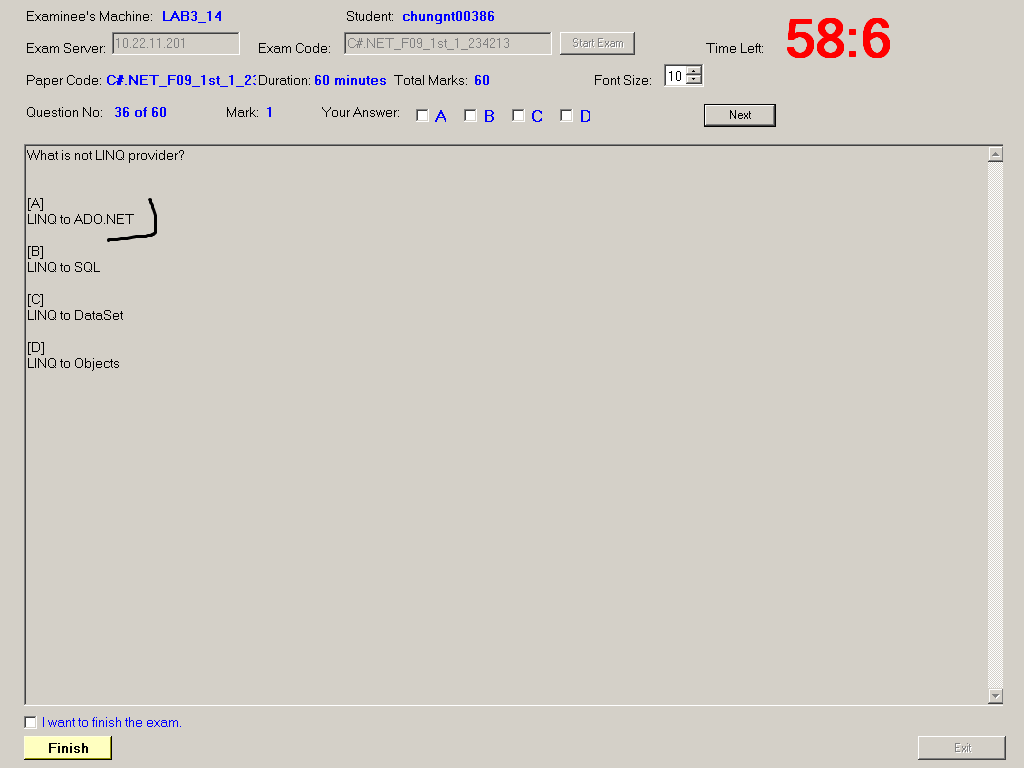 Examinee's Machine: LAB3_14 Student: chungnt00386
Exam Server: 10.22.11.201 Exam Code: C#.NET_F09_1st_1_234213 Start Exam Time Left: 58:6
Paper Code: C#.NET_F09_1st_1_23 Duration: 60 minutes Total Marks: 60 Font Size: 10
Question No: 36 of 60 Mark: 1 Your Answer: A B C D Next
What is not LINQ provider?
[A]
LINQ to ADO.NET
[B]
LINQ to SQL
[C]
LINQ to DataSet
[D]
LINQ to Objects
I want to finish the exam.
Finish Exit